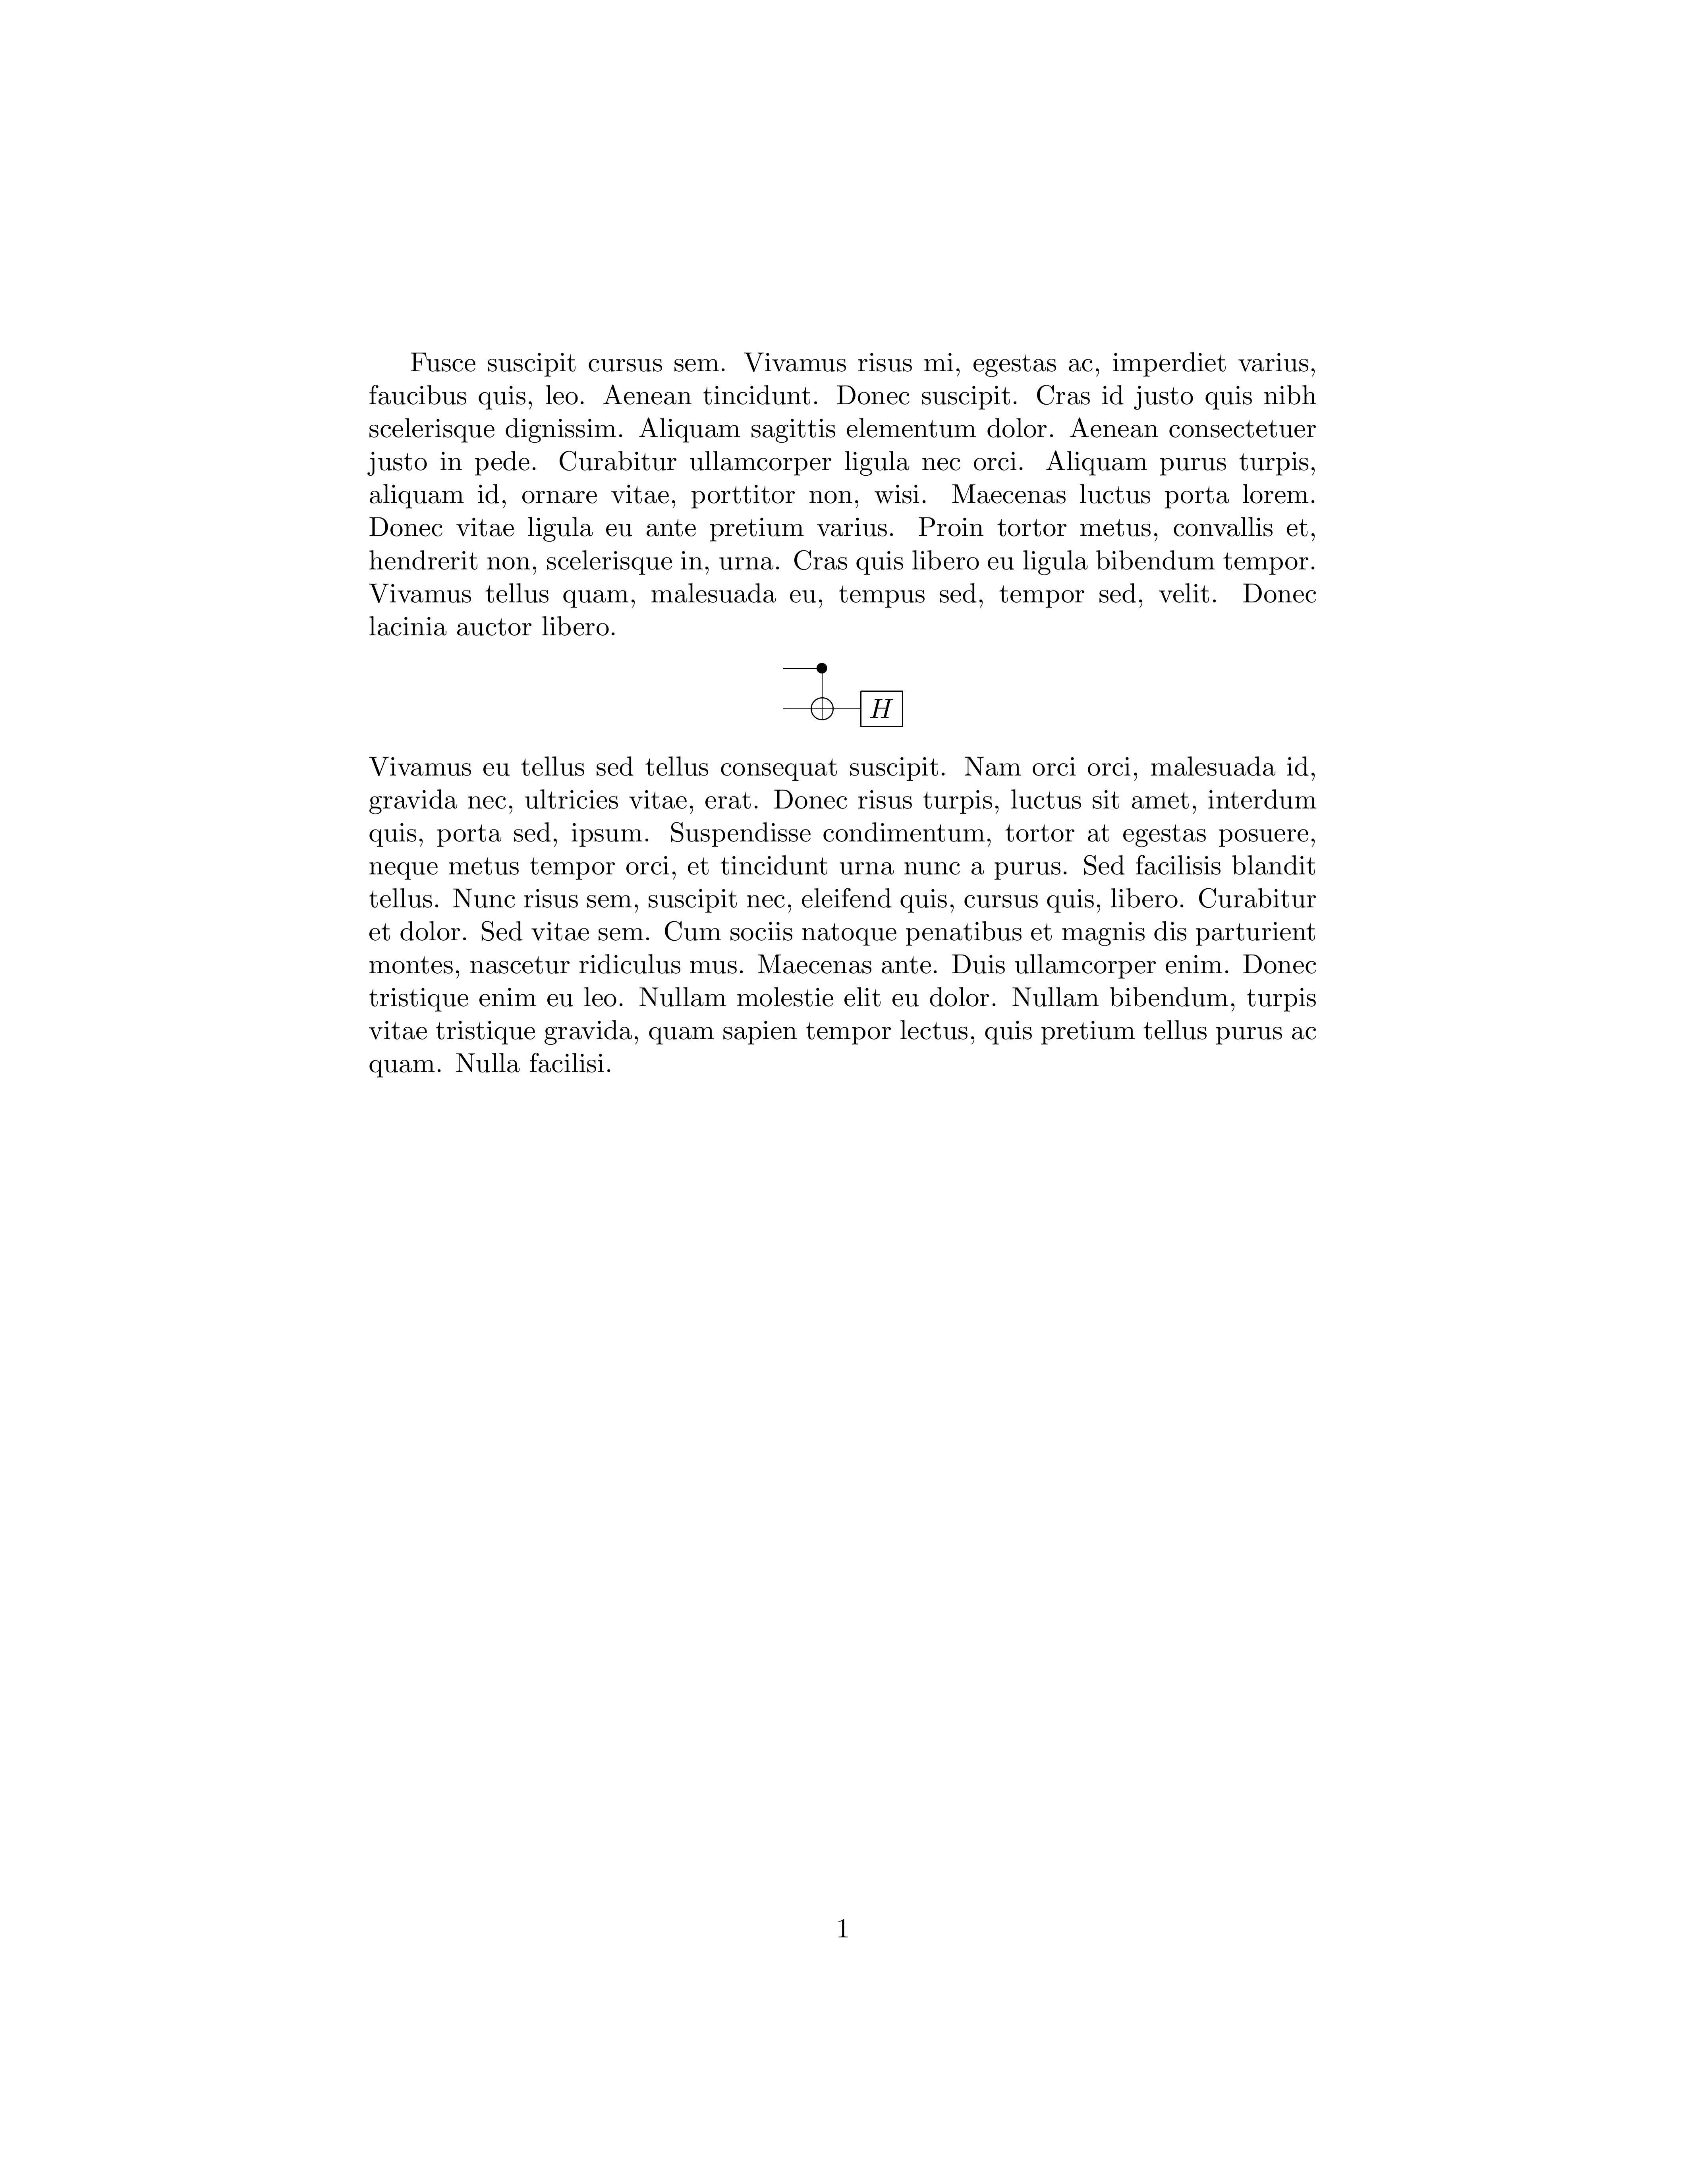 Fusce suscipit cursus sem. Vivamus risus mi, egestas ac, imperdiet varius,
faucibus quis, leo. Aenean tincidunt. Donec suscipit. Cras id justo quis nibh
scelerisque dignissim. Aliquam sagittis elementum dolor. Aenean consectetuer
justo in pede. Curabitur ullamcorper ligula nec orci. Aliquam purus turpis,
aliquam id, ornare vitae, porttitor non, wisi. Maecenas luctus porta lorem.
Donec vitae ligula eu ante pretium varius. Proin tortor metus, convallis et,
hendrerit non, scelerisque in, urna. Cras quis libero eu ligula bibendum tempor.
Vivamus tellus quam, malesuada eu, tempus sed, tempor sed, velit. Donec
lacinia auctor libero.
H
Vivamus eu tellus sed tellus consequat suscipit. Nam orci orci, malesuada id,
gravida nec, ultricies vitae, erat. Donec risus turpis, luctus sit amet, interdum
quis, porta sed, ipsum. Suspendisse condimentum, tortor at egestas posuere,
neque metus tempor orci, et tincidunt urna nunc a purus. Sed facilisis blandit
tellus. Nunc risus sem, suscipit nec, eleifend quis, cursus quis, libero. Curabitur
et dolor. Sed vitae sem. Cum sociis natoque penatibus et magnis dis parturient
montes, nascetur ridiculus mus. Maecenas ante. Duis ullamcorper enim. Donec
tristique enim eu leo. Nullam molestie elit eu dolor. Nullam bibendum, turpis
vitae tristique gravida, quam sapien tempor lectus, quis pretium tellus purus ac
quam. Nulla facilisi.
1